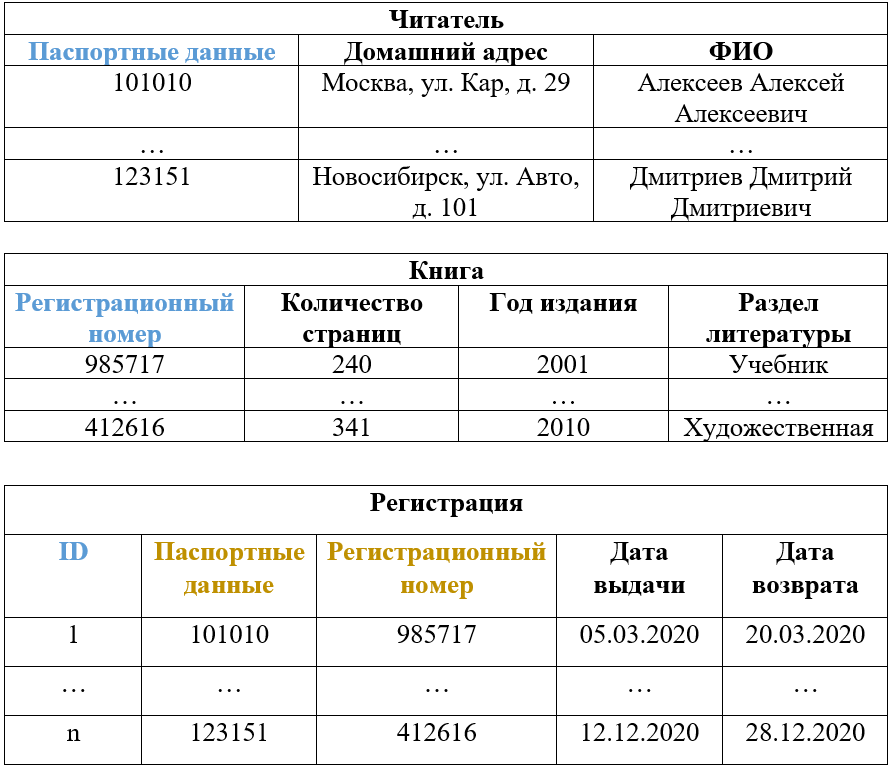 Читатель
Паспортные данные Домашний адрес ФИО
101010 Москва, ул. Кар, д. 29 Алексеев Алексей
Алексеевич
… … …
123151 Новосибирск, ул. Авто, Дмитриев Дмитрий
д. 101 Дмитриевич
Книга
Регистрационный Количество Год издания Раздел
номер страниц литературы
985717 240 2001 Учебник
… … … …
412616 341 2010 Художественная
Регистрация
ID Паспортные Регистрационный Дата Дата
данные номер выдачи возврата
1 101010 985717 05.03.2020 20.03.2020
… … … … …
n 123151 412616 12.12.2020 28.12.2020